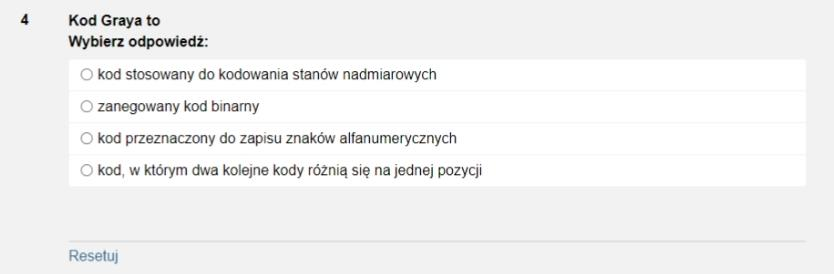 4 Kod Graya to
Wybierz odpowiedź:
kod stosowany do kodowania stanów nadmiarowych
zanegowany kod binarny
kod przeznaczony do zapisu znaków alfanumerycznych
kod, w którym dwa kolejne kody różnią się na jednej pozycji
Resetuj